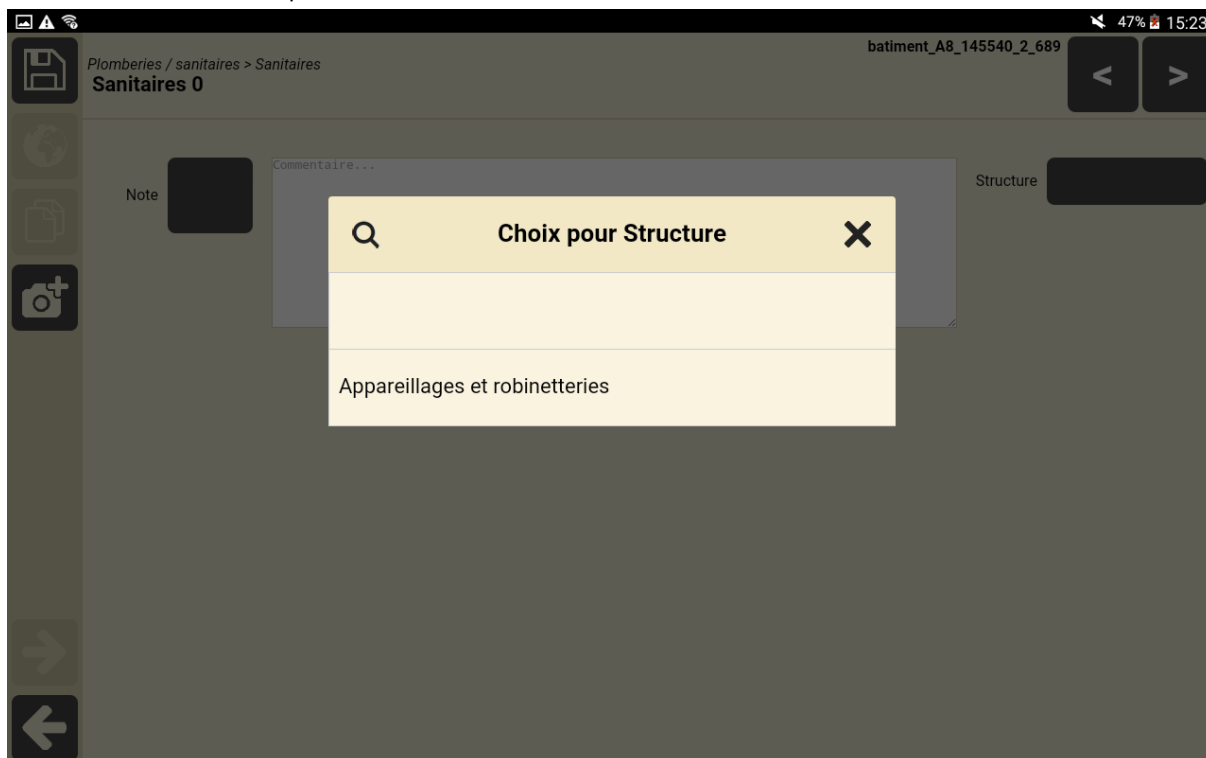 47% 15:23
Plomberies / sanitaires > Sanitaires
batiment_A8_145540_2_689
Sanitaires 0
< >
Note
Commentaire...
Structure
Choix pour Structure
Appareillages et robinetteries